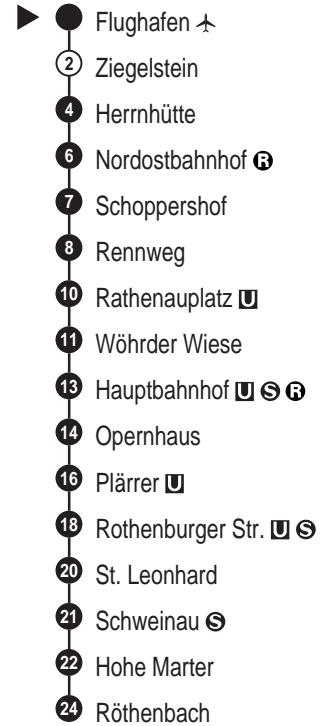 Flughafen
2 Ziegelstein
4 Herrnhütte
6 Nordostbahnhof R
7 Schoppershof
8 Rennweg
10 Rathenauplatz U
11 Wöhrder Wiese
13 Hauptbahnhof U S R
14 Opernhaus
16 Plärrer U
18 Rothenburger Str. U S
20 St. Leonhard
21 Schweinau S
22 Hohe Marter
24 Röthenbach